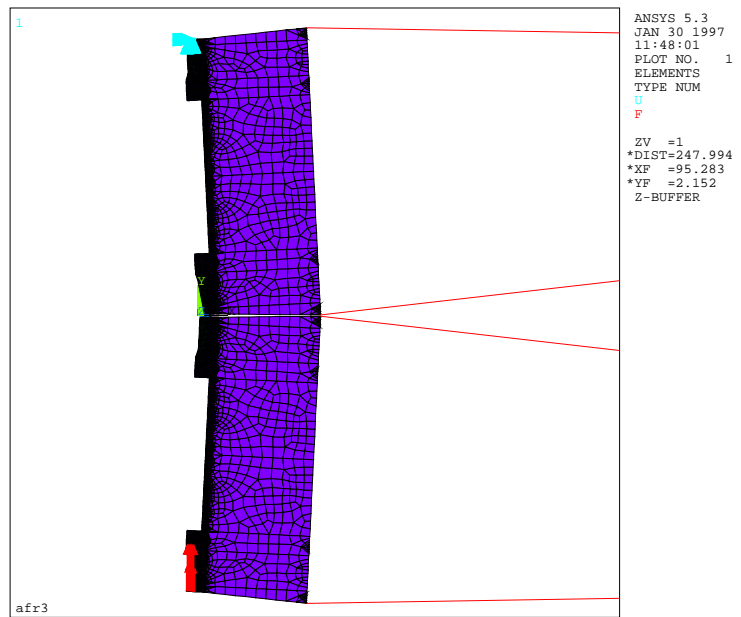 1
ANSYS 5.3
JAN 30 1997
11:48:01
PLOT NO. 1
ELEMENTS
TYPE NUM
U
F
ZV =1
*DIST=247.994
*XF =95.283
*YF =2.152
Z-BUFFER
Y
afr3